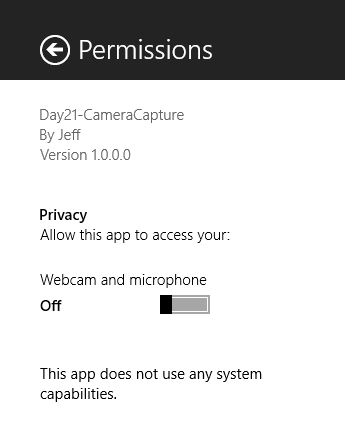 Permissions
Day21-CameraCapture
By Jeff
Version 1.0.0.0
Privacy
Allow this app to access your:
Webcam and microphone
Off
This app does not use any system
capabilities.